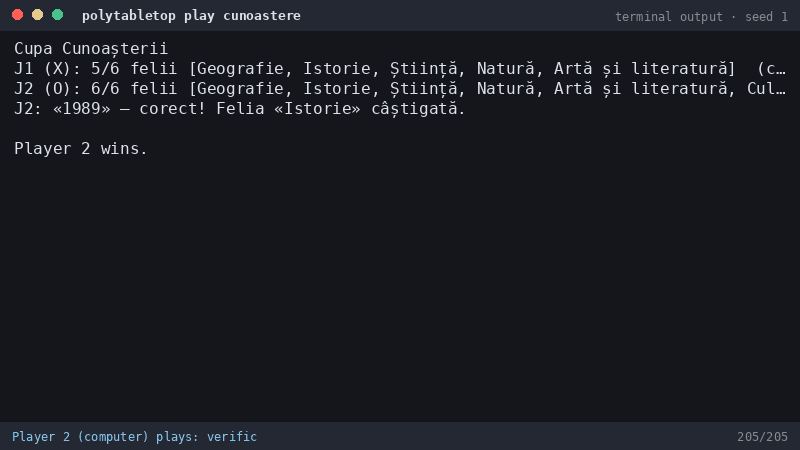 polytabletop play cunoastere
terminal output · seed 1
Cupa Cunoașterii
J1 (X): 5/6 felii [Geografie, Istorie, Știință, Natură, Artă și literatură]  (c…
J2 (O): 6/6 felii [Geografie, Istorie, Știință, Natură, Artă și literatură, Cul…
J2: «1989» — corect! Felia «Istorie» câștigată.
Player 2 wins.
Player 2 (computer) plays: verific
205/205